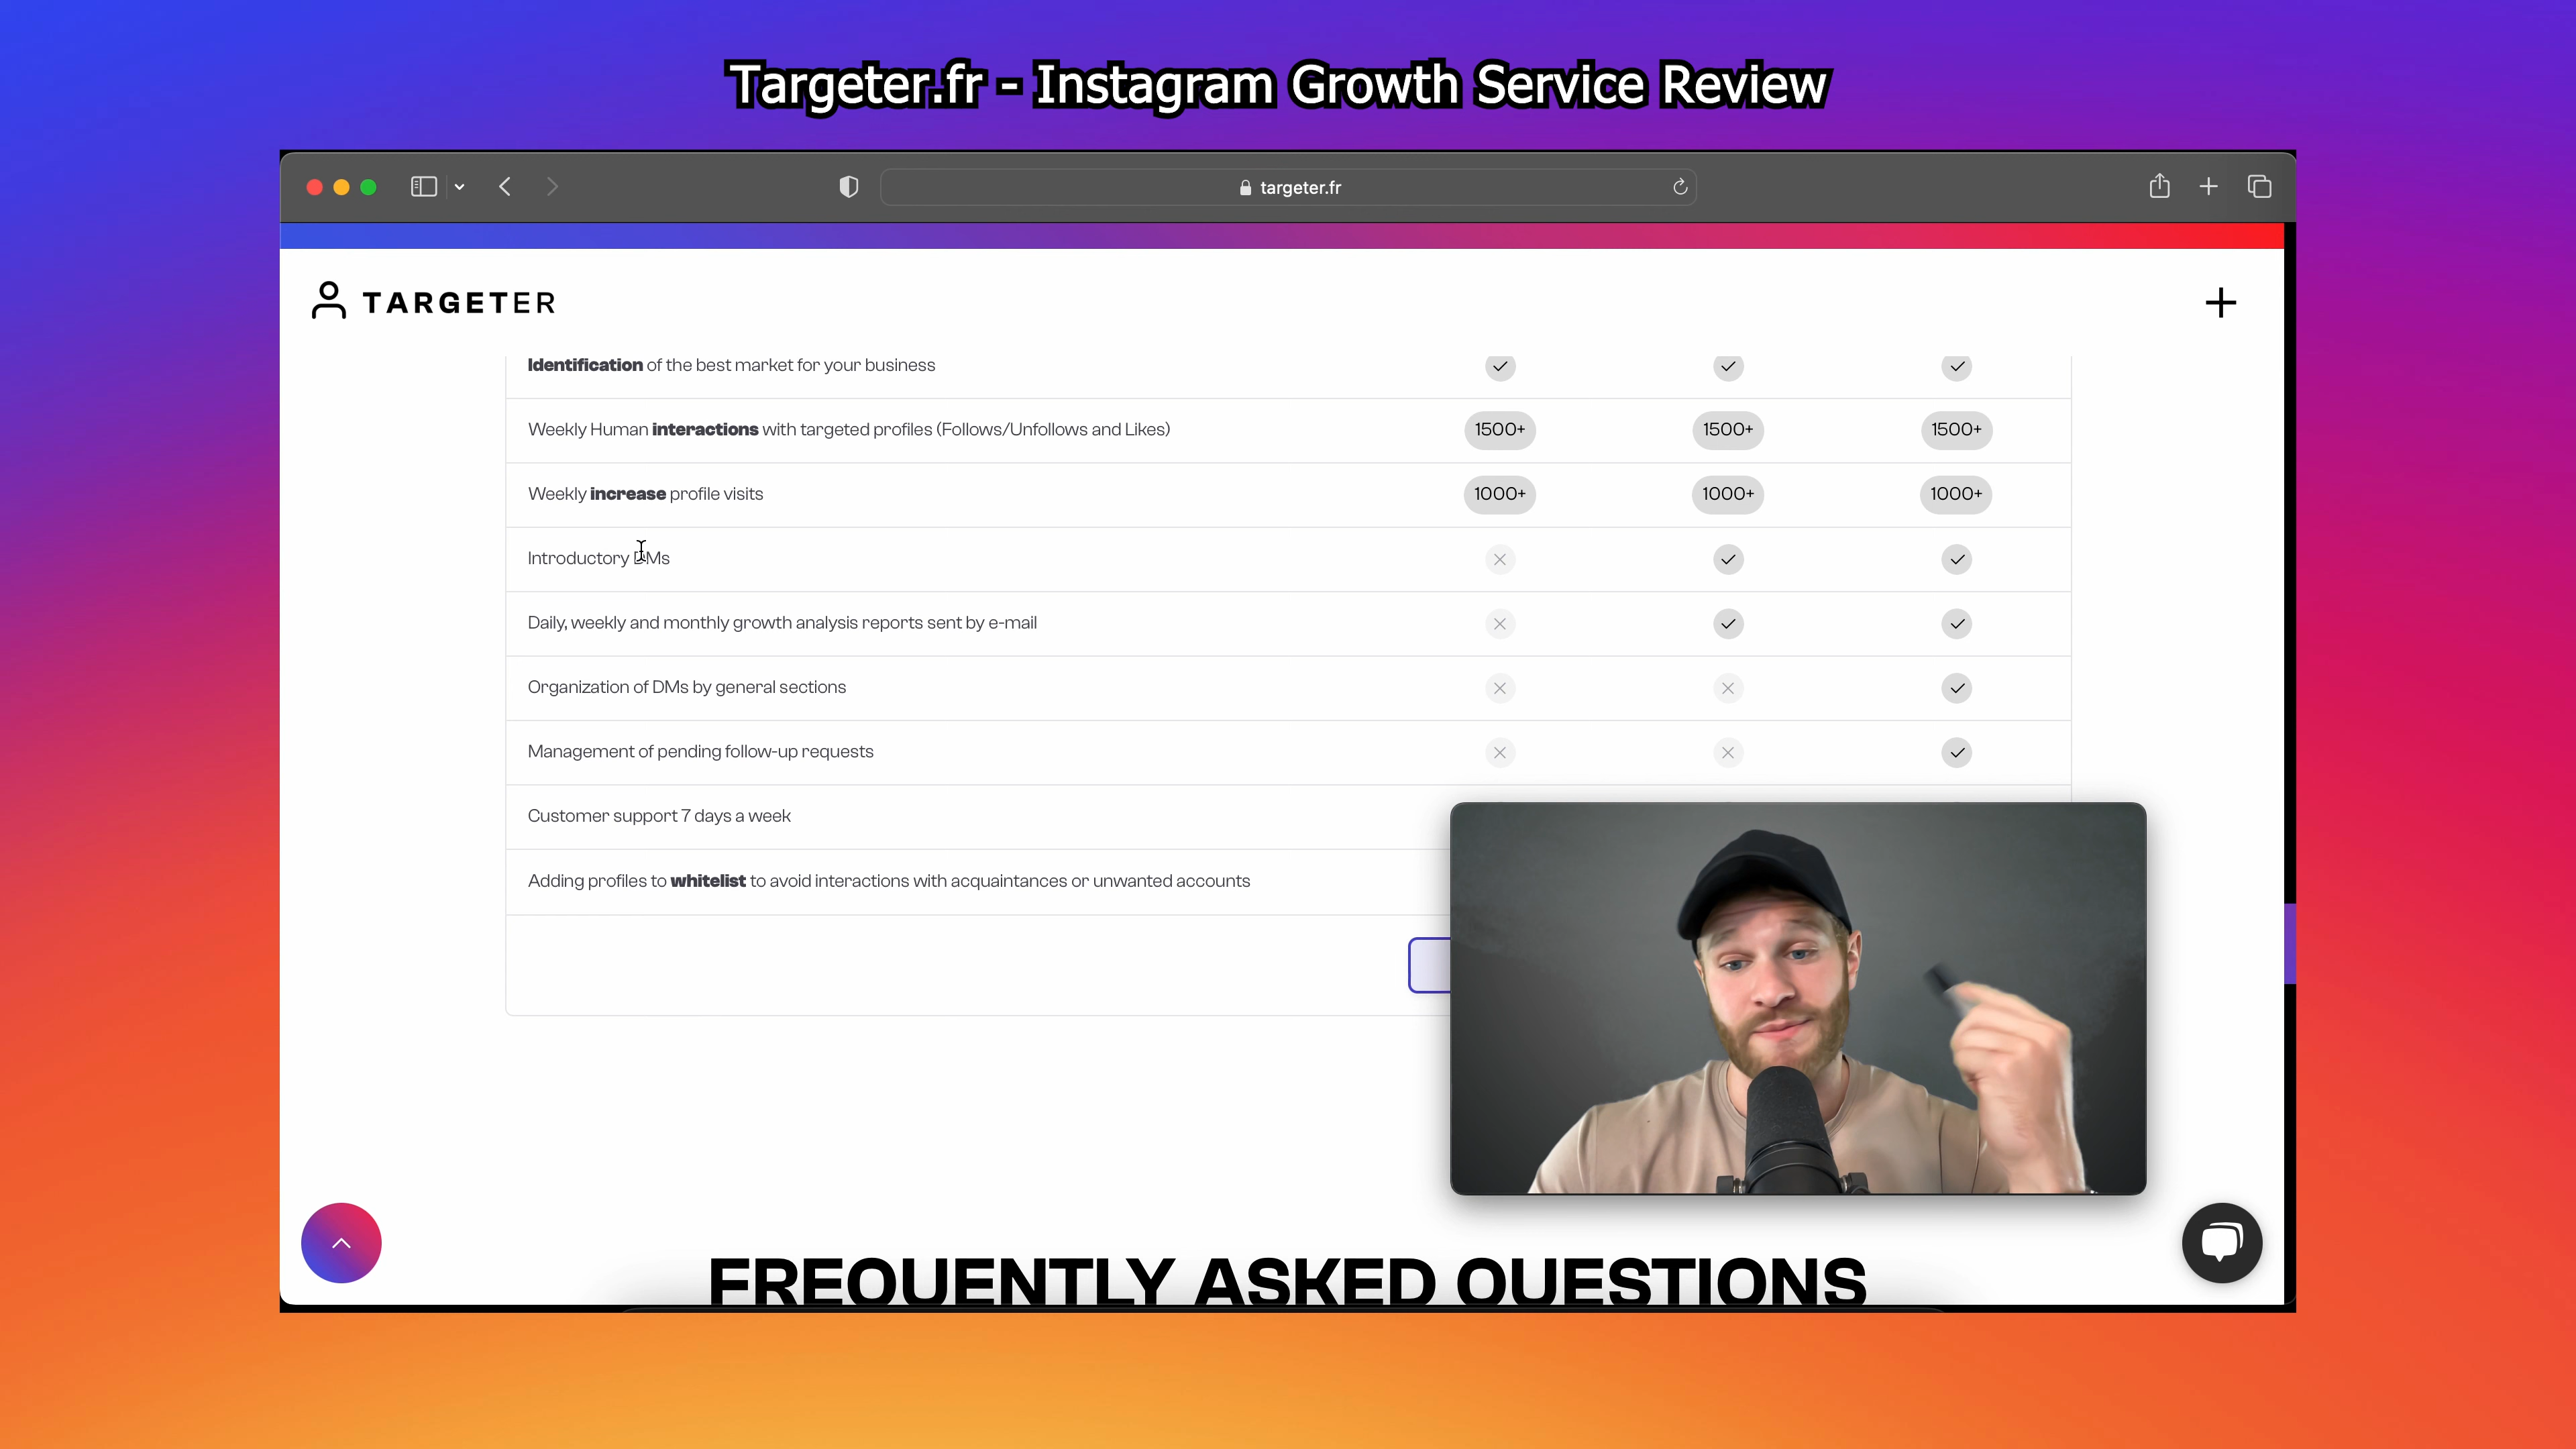 Targeter.fr - Instagram Growth Service Review
targeter.fr
TARGETER
Identification of the best market for your business
Weekly Human interactions with targeted profiles (Follows/Unfollows and Likes) 1500+ 1500+ 1500+
Weekly increase profile visits 1000+ 1000+ 1000+
Introductory DMs
Daily, weekly and monthly growth analysis reports sent by e-mail
Organization of DMs by general sections
Management of pending follow-up requests
Customer support 7 days a week
Adding profiles to whitelist to avoid interactions with acquaintances or unwanted accounts
FREQUENTLY ASKED QUESTIONS